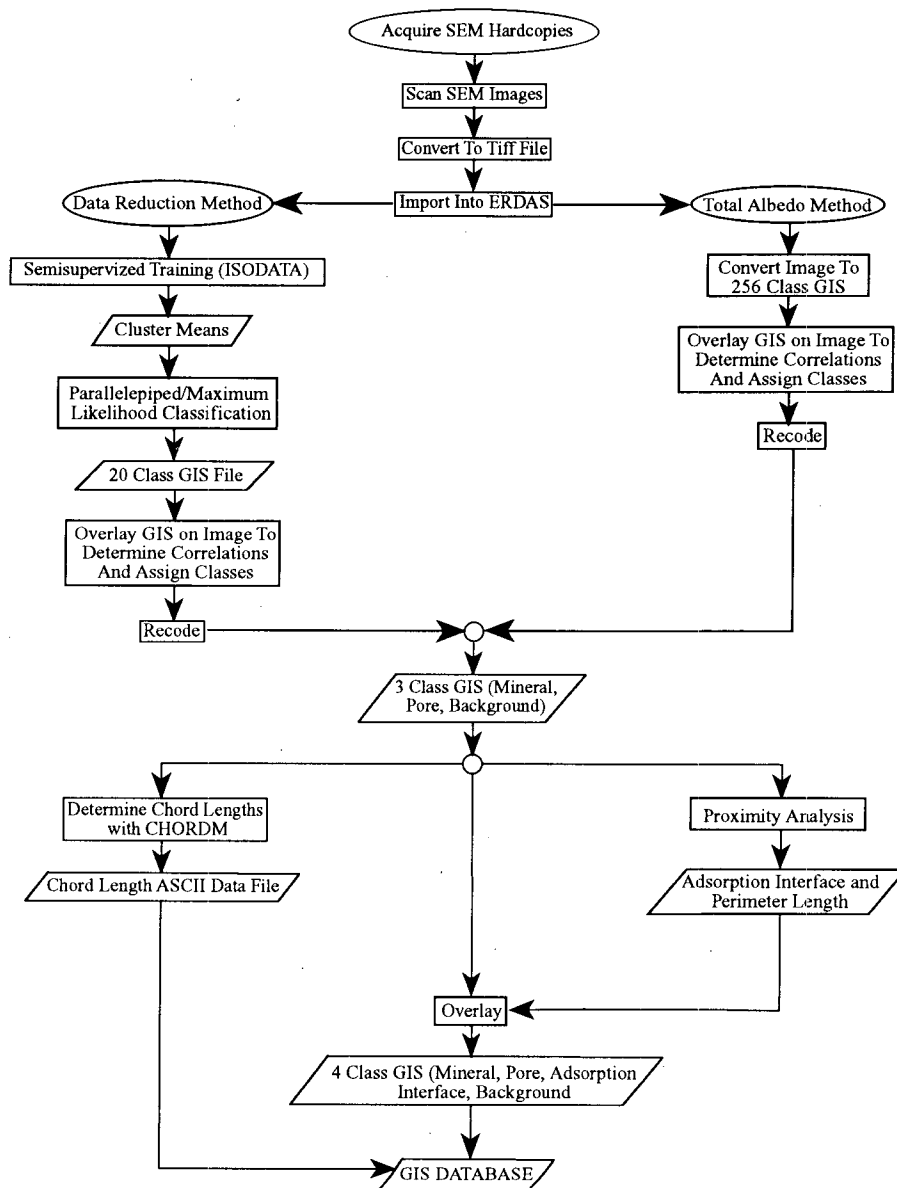 Acquire SEM Hardcopies
Scan SEM Images
Convert To Tiff File
Import Into ERDAS
Data Reduction Method
Total Albedo Method
Semisupervized Training (ISODATA)
Cluster Means
Parallelepiped/Maximum
Likelihood Classification
20 Class GIS File
Overlay GIS on Image To
Determine Correlations
And Assign Classes
Recode
Convert Image To
256 Class GIS
Overlay GIS on Image To
Determine Correlations
And Assign Classes
Recode
3 Class GIS (Mineral,
Pore, Background)
Determine Chord Lengths
with CHORDM
Chord Length ASCII Data File
Proximity Analysis
Adsorption Interface and
Perimeter Length
Overlay
4 Class GIS (Mineral, Pore, Adsorption
Interface, Background
GIS DATABASE